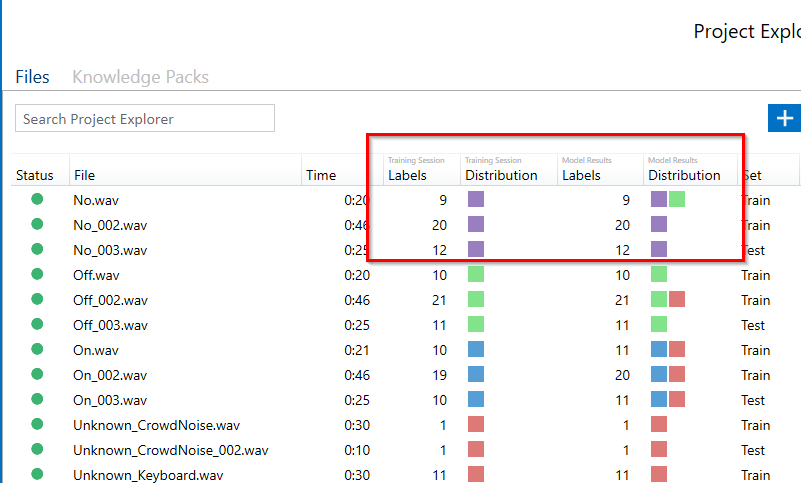 Project Explo
Files Knowledge Packs
Search Project Explorer
Training Session Training Session Model Results Model Results
Status File Time Labels Distribution Labels Distribution Set
No.wav 0:20 9 9 Train
No_002.wav 0:46 20 20 Train
No_003.wav 0:25 12 12 Test
Off.wav 0:20 10 10 Train
Off_002.wav 0:46 21 21 Train
Off_003.wav 0:25 11 11 Test
On.wav 0:21 10 11 Train
On_002.wav 0:46 19 20 Train
On_003.wav 0:25 10 11 Test
Unknown_CrowdNoise.wav 0:30 1 1 Train
Unknown_CrowdNoise_002.wav 0:10 1 1 Test
Unknown_Keyboard.wav 0:30 11 11 Train